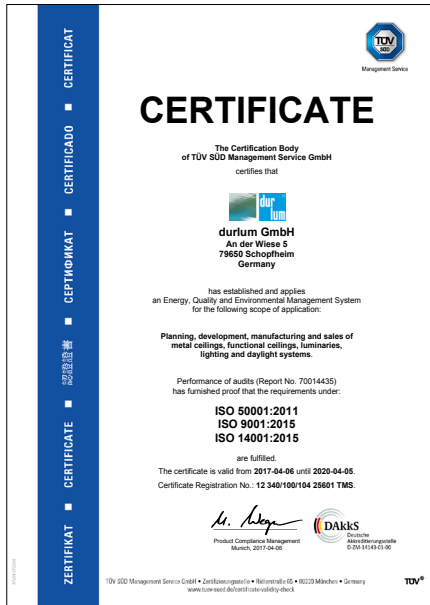 ZERTIFIKAT ■ CERTIFICATE ■ 認證證書 ■ СЕРТИФИКАТ ■ CERTIFICADO ■ CERTIFICAT
TÜV
SÜD
Management Service
CERTIFICATE
The Certification Body
of TÜV SÜD Management Service GmbH
certifies that
dur
lum
durlum GmbH
An der Wiese 5
79650 Schopfheim
Germany
has established and applies
an Energy, Quality and Environmental Management System
for the following scope of application:
Planning, development, manufacturing and sales of
metal ceilings, functional ceilings, luminaries,
lighting and daylight systems.
Performance of audits (Report No. 70014435)
has furnished proof that the requirements under:
ISO 50001:2011
ISO 9001:2015
ISO 14001:2015
are fulfilled.
The certificate is valid from 2017-04-06 until 2020-04-05.
Certificate Registration No.: 12 340/100/104 25601 TMS.
Product Compliance Management
Munich, 2017-04-06
DAkkS
Deutsche
Akkreditierungsstelle
D-ZM-14143-01-00
TÜV SÜD Management Service GmbH • Zertifizierungsstelle • Ridlerstraße 65 • 80339 München • Germany
www.tuev-sued.de/certificate-validity-check
TÜV®